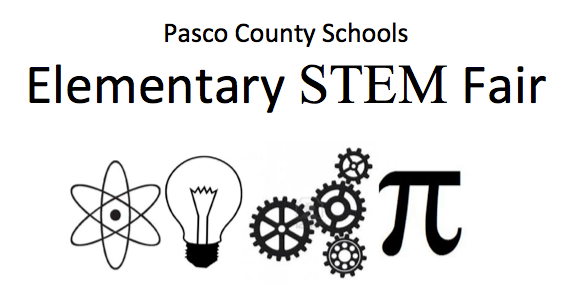 Pasco County Schools
Elementary STEM Fair
π